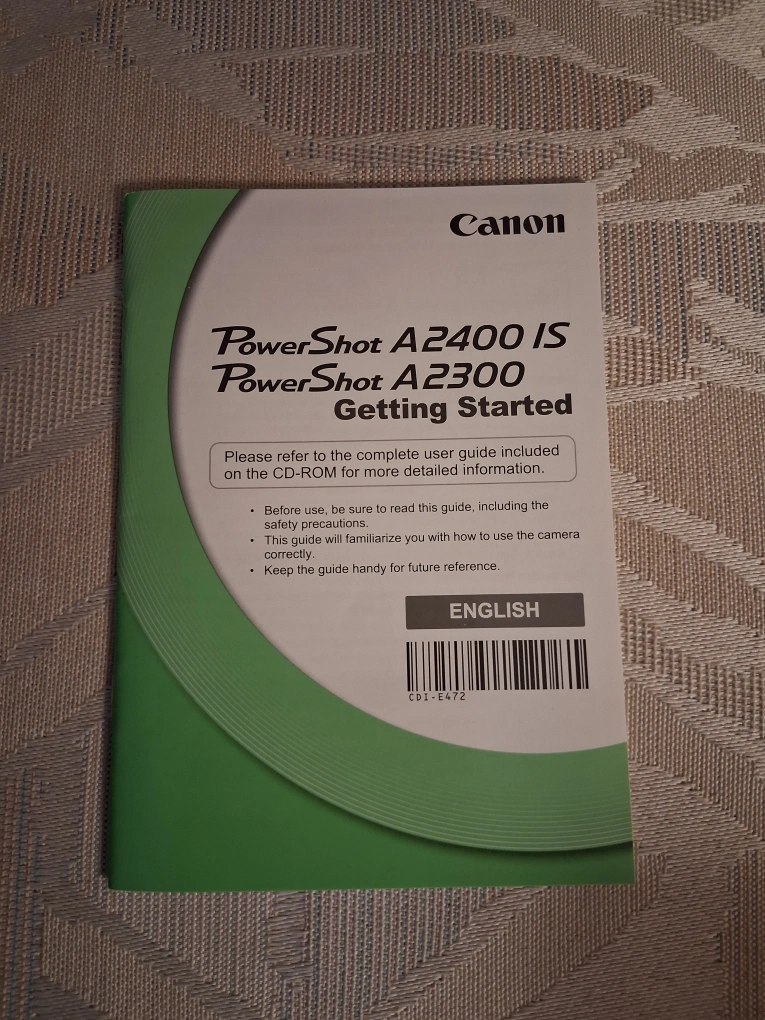 Canon
PowerShot A2400 IS
PowerShot A2300
Getting Started
Please refer to the complete user guide included
on the CD-ROM for more detailed information.
• Before use, be sure to read this guide, including the
safety precautions.
• This guide will familiarize you with how to use the camera
correctly.
• Keep the guide handy for future reference.
ENGLISH
CDI-E472